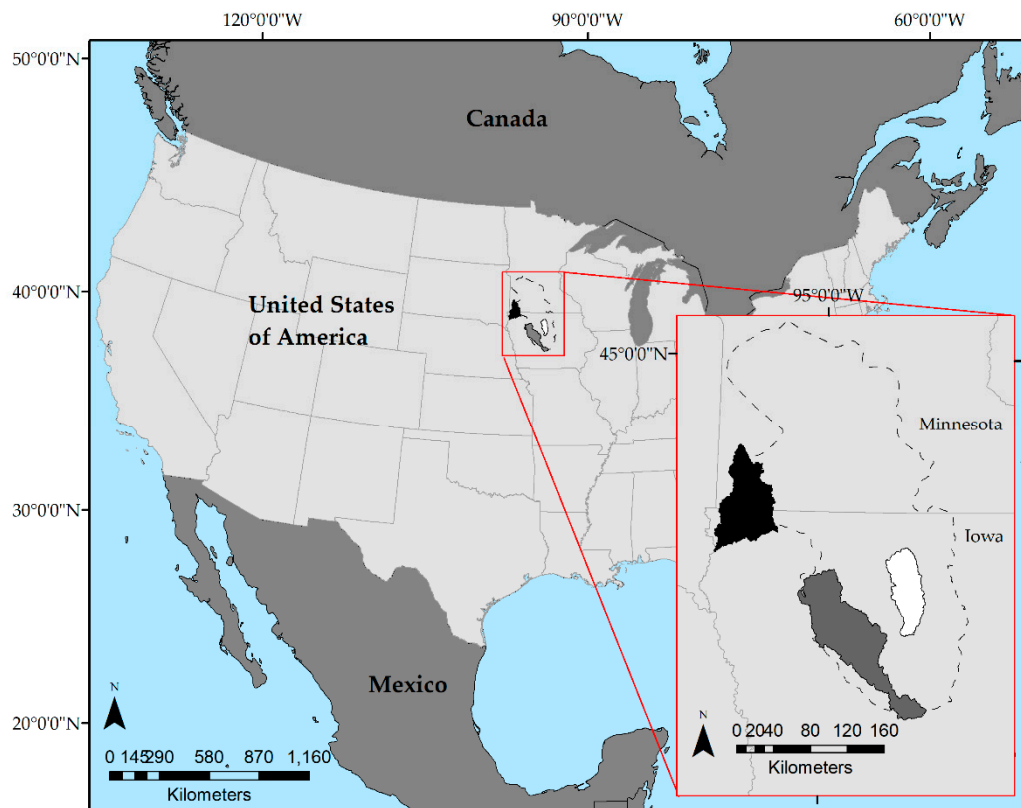 120°0'0"W
90°0'0"W
60°0'0"W
50°0'0"N
Canada
40°0'0"N
United States
of America
95°0'0"W
45°0'0"N
Minnesota
Iowa
30°0'0"N
Mexico
20°0'0"N
N
0 145 290 580 870 1,160
Kilometers
N
0 20 40 80 120 160
Kilometers